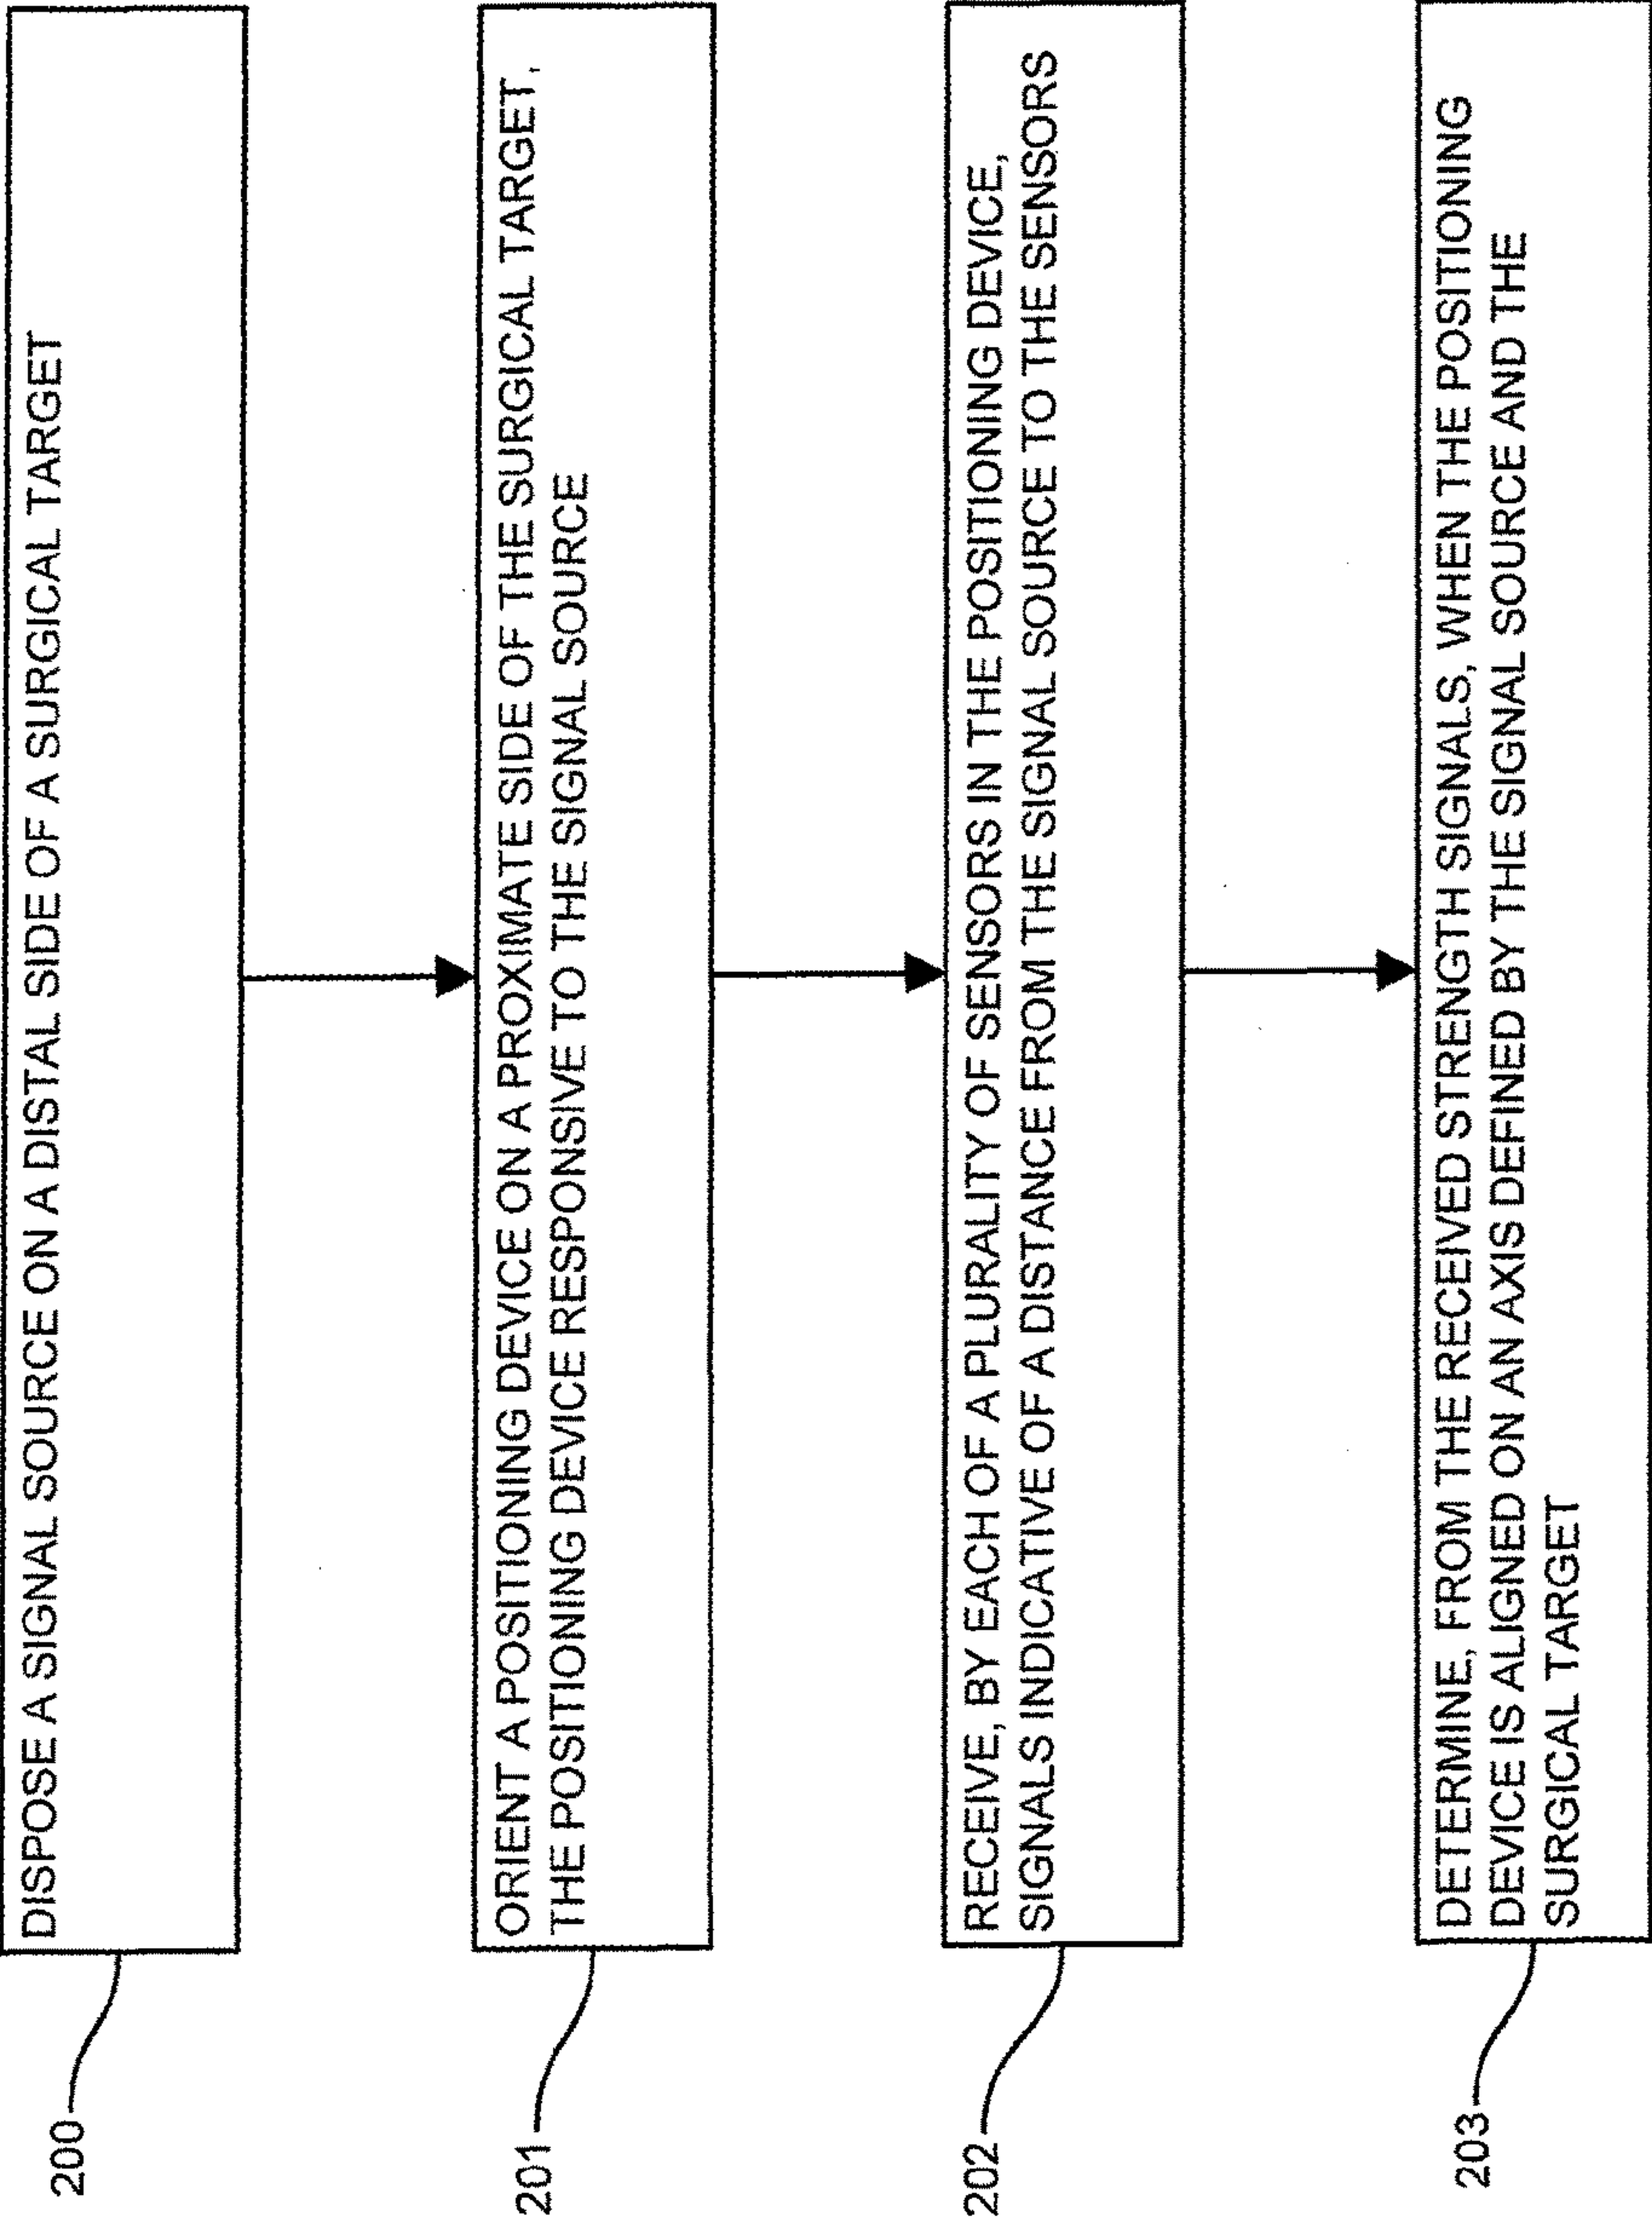 200
DISPOSE A SIGNAL SOURCE ON A DISTAL SIDE OF A SURGICAL TARGET
201
ORIENT A POSITIONING DEVICE ON A PROXIMATE SIDE OF THE SURGICAL TARGET,
THE POSITIONING DEVICE RESPONSIVE TO THE SIGNAL SOURCE
202
RECEIVE, BY EACH OF A PLURALITY OF SENSORS IN THE POSITIONING DEVICE,
SIGNALS INDICATIVE OF A DISTANCE FROM THE SIGNAL SOURCE TO THE SENSORS
203
DETERMINE, FROM THE RECEIVED STRENGTH SIGNALS, WHEN THE POSITIONING
DEVICE IS ALIGNED ON AN AXIS DEFINED BY THE SIGNAL SOURCE AND THE
SURGICAL TARGET